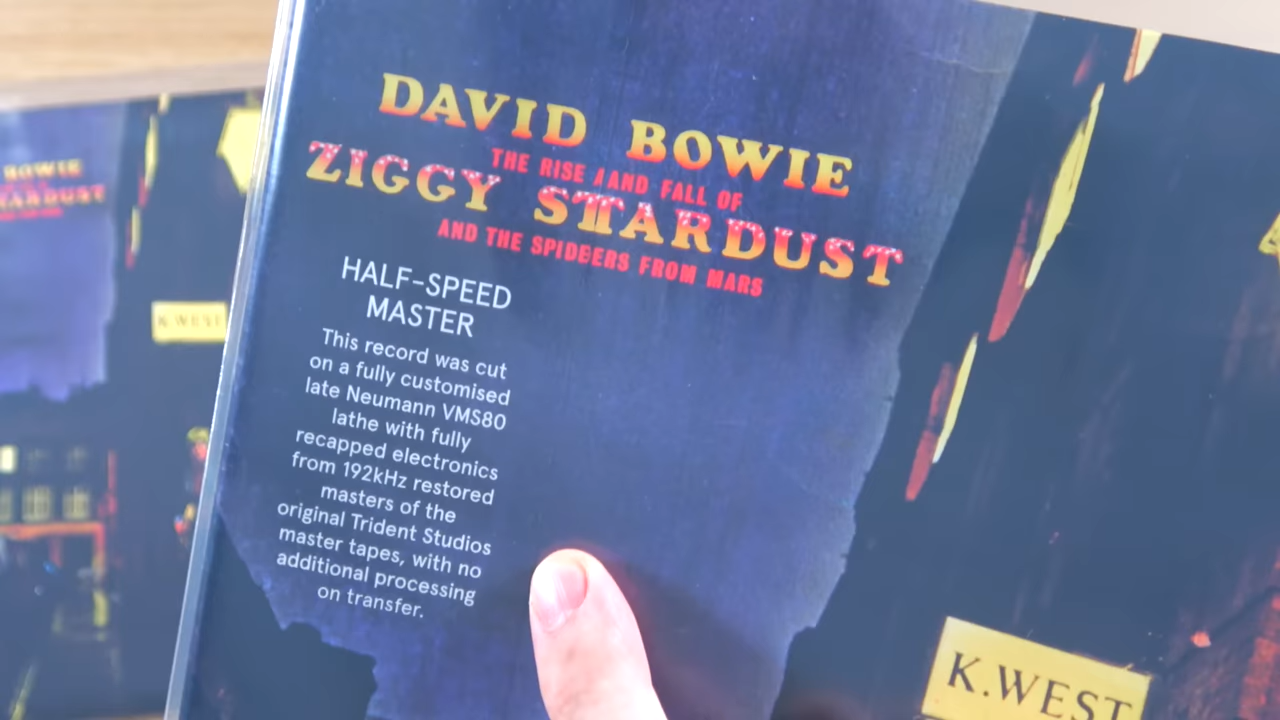 DAVID BOWIE
THE RISE AND FALL OF
ZIGGY STARDUST
AND THE SPIDEERS FROM MARS
HALF-SPEED
MASTER
This record was cut
on a fully customised
late Neumann VMS80
lathe with fully
recapped electronics
from 192kHz restored
masters of the
original Trident Studios
master tapes, with no
additional processing
on transfer.
K.WEST
BOWIE
K.WEST